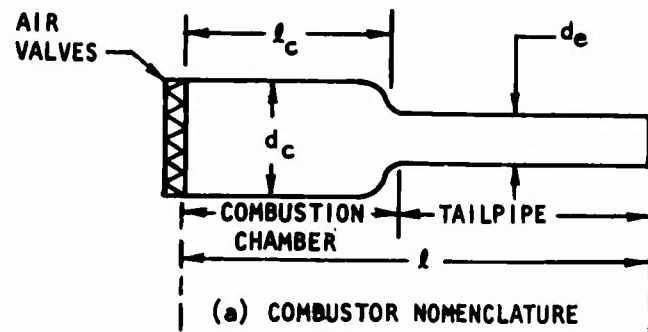 AIR
VALVES
ℓc
de
dc
COMBUSTION
CHAMBER
TAILPIPE
ℓ
(a) COMBUSTOR NOMENCLATURE